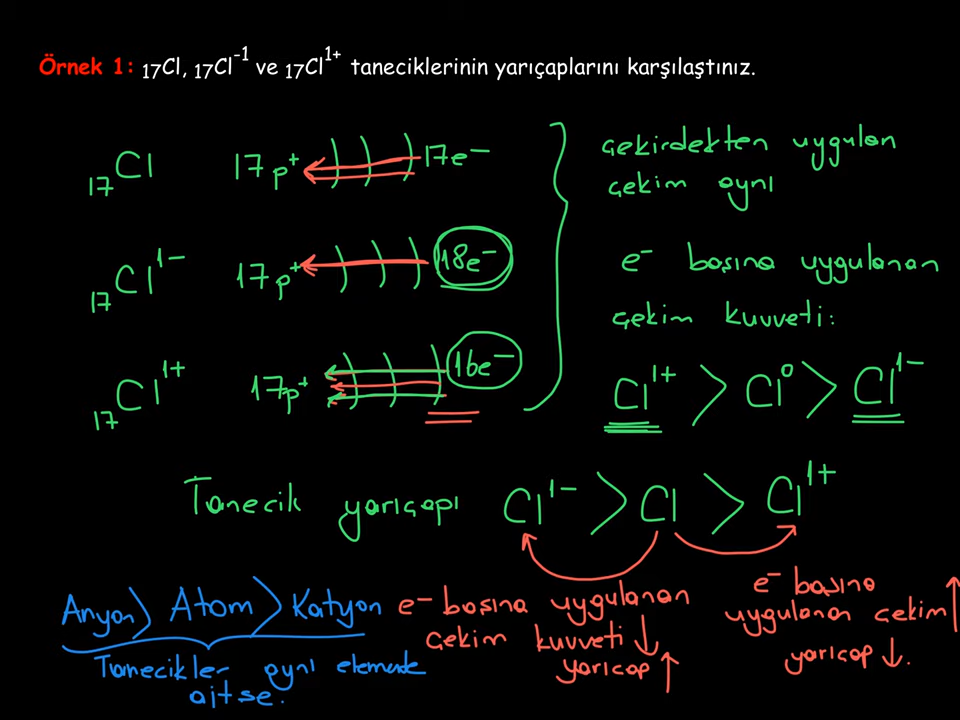 Örnek 1: ₁₇Cl, ₁₇Cl⁻¹ ve ₁₇Cl¹⁺ taneciklerinin yarıçaplarını karşılaştınız.
₁₇Cl 17p⁺ 17e⁻
₁₇Cl¹⁻ 17p⁺ 18e⁻
₁₇Cl¹⁺ 17p⁺ 16e⁻
çekirdekten uygulan
çekim aynı
e⁻ başına uygulanan
çekim kuvveti:
Cl¹⁺ > Cl⁰ > Cl¹⁻
Tanecik yarıçapı Cl¹⁻ > Cl > Cl¹⁺
Anyon > Atom > Katyon
Tanecikler aynı elemente
aitse.
e⁻ başına uygulanan
çekim kuvveti ↓
yarıçap ↑
e⁻ başına
uygulanan çekim ↑
yarıçap ↓.